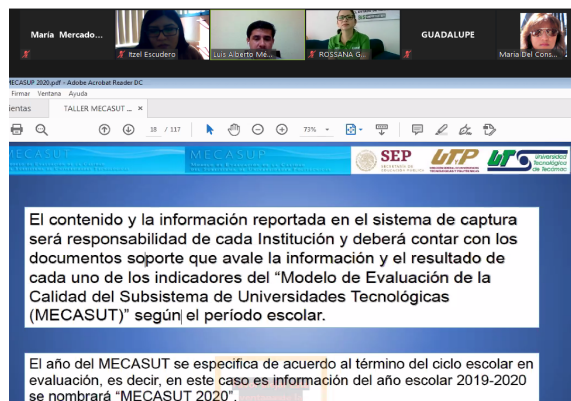 María Mercado...
Itzel Escudero
Luis Alberto Mé...
ROSSANA G...
GUADALUPE
Maria Del Cons...
MECASUP 2020.pdf - Adobe Acrobat Reader DC
Firmar Ventana Ayuda
TALLER MECASUT ... ×
18 / 117
73%
MECASUT
MECASUP
SEP
UTP
UT
Universidad
Tecnológica
de Tecámac
El contenido y la información reportada en el sistema de captura
será responsabilidad de cada Institución y deberá contar con los
documentos soporte que avale la información y el resultado de
cada uno de los indicadores del “Modelo de Evaluación de la
Calidad del Subsistema de Universidades Tecnológicas
(MECASUT)” según el período escolar.
El año del MECASUT se especifica de acuerdo al término del ciclo escolar en
evaluación, es decir, en este caso es información del año escolar 2019-2020
se nombrará “MECASUT 2020”.